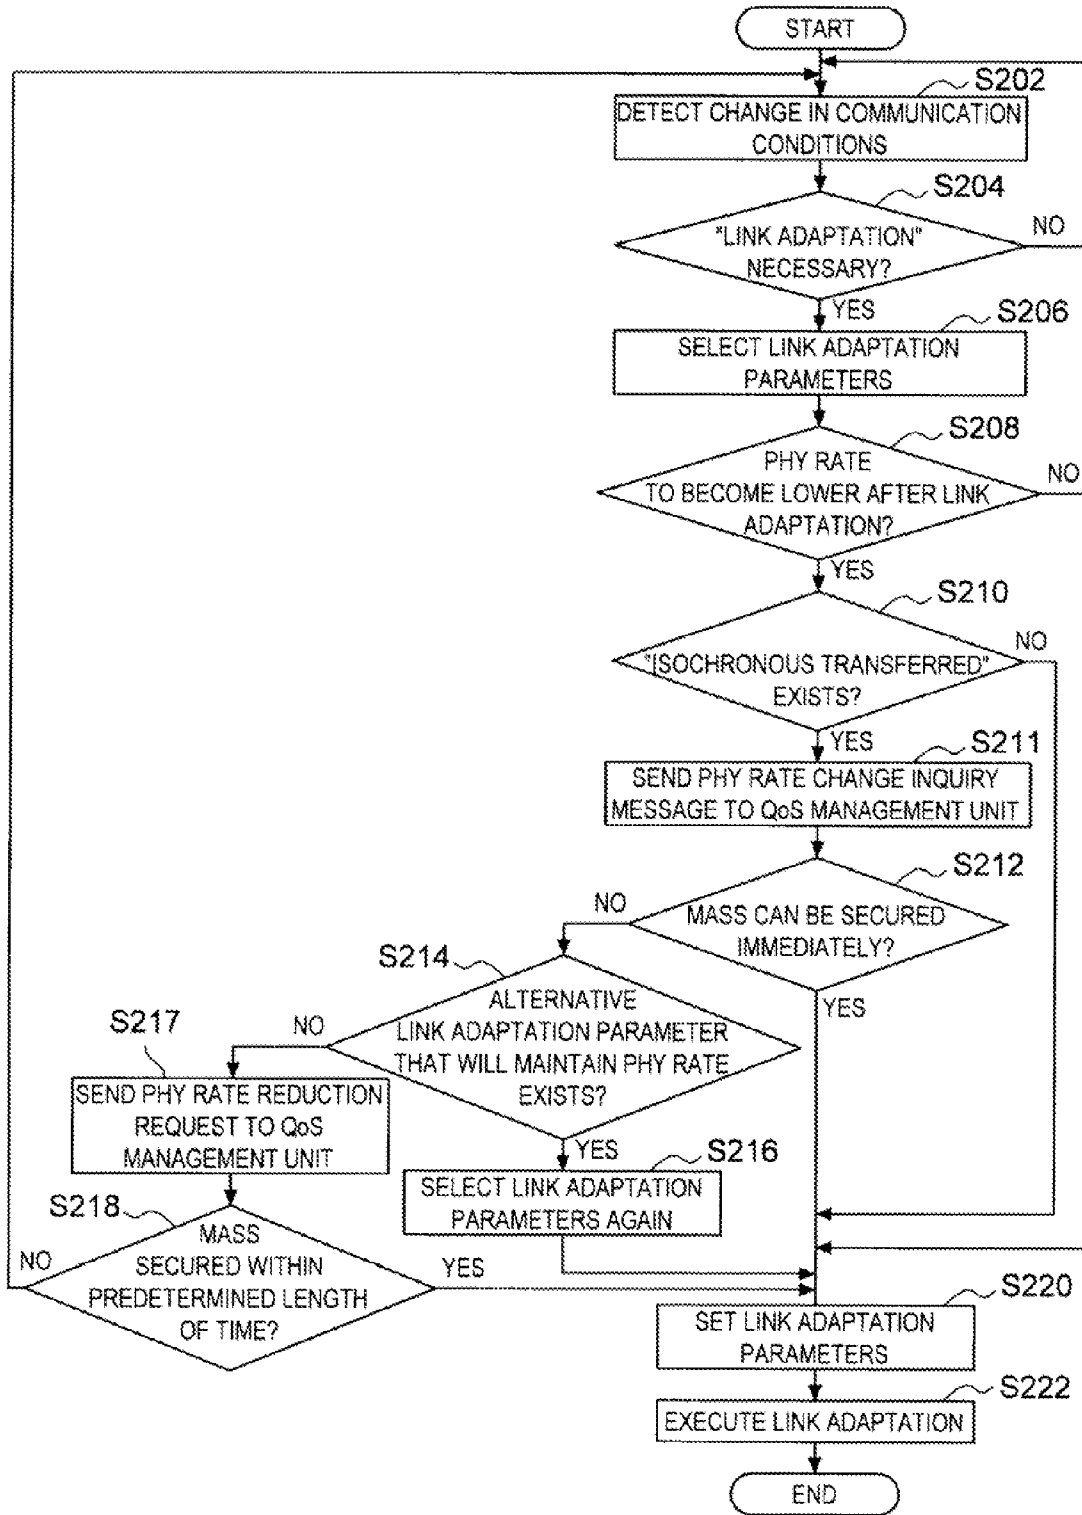 START
S202
DETECT CHANGE IN COMMUNICATION
CONDITIONS
S204
"LINK ADAPTATION"
NECESSARY?
NO
YES
S206
SELECT LINK ADAPTATION
PARAMETERS
S208
PHY RATE
TO BECOME LOWER AFTER LINK
ADAPTATION?
NO
YES
S210
"ISOCHRONOUS TRANSFERRED"
EXISTS?
NO
YES
S211
SEND PHY RATE CHANGE INQUIRY
MESSAGE TO QoS MANAGEMENT UNIT
S212
MASS CAN BE SECURED
IMMEDIATELY?
NO
YES
S214
ALTERNATIVE
LINK ADAPTATION PARAMETER
THAT WILL MAINTAIN PHY RATE
EXISTS?
NO
YES
S217
SEND PHY RATE REDUCTION
REQUEST TO QoS
MANAGEMENT UNIT
S216
SELECT LINK ADAPTATION
PARAMETERS AGAIN
S218
MASS
SECURED WITHIN
PREDETERMINED LENGTH
OF TIME?
NO
YES
S220
SET LINK ADAPTATION
PARAMETERS
S222
EXECUTE LINK ADAPTATION
END